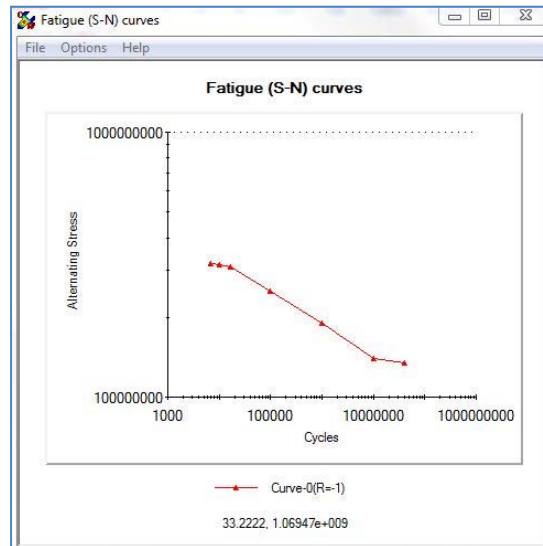 Fatigue (S-N) curves
File Options Help
Fatigue (S-N) curves
1000000000
Alternating Stress
100000000
1000 100000 10000000 1000000000
Cycles
Curve-0(R=-1)
33.2222, 1.06947e+009